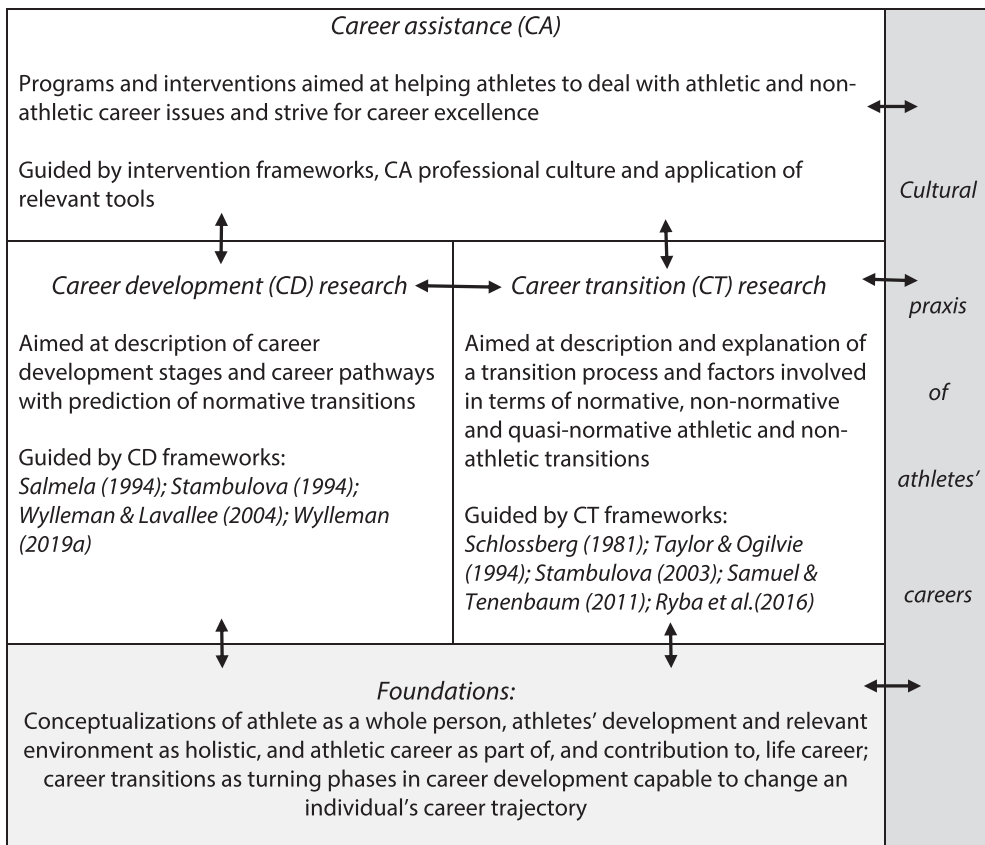 Career assistance (CA)
Programs and interventions aimed at helping athletes to deal with athletic and non-
athletic career issues and strive for career excellence
Guided by intervention frameworks, CA professional culture and application of
relevant tools
Career development (CD) research
Aimed at description of career
development stages and career pathways
with prediction of normative transitions
Guided by CD frameworks:
Salmela (1994); Stambulova (1994);
Wylleman & Lavallee (2004); Wylleman
(2019a)
Career transition (CT) research
Aimed at description and explanation of
a transition process and factors involved
in terms of normative, non-normative
and quasi-normative athletic and non-
athletic transitions
Guided by CT frameworks:
Schlossberg (1981); Taylor & Ogilvie
(1994); Stambulova (2003); Samuel &
Tenenbaum (2011); Ryba et al.(2016)
Foundations:
Conceptualizations of athlete as a whole person, athletes’ development and relevant
environment as holistic, and athletic career as part of, and contribution to, life career;
career transitions as turning phases in career development capable to change an
individual’s career trajectory
Cultural
praxis
of
athletes’
careers